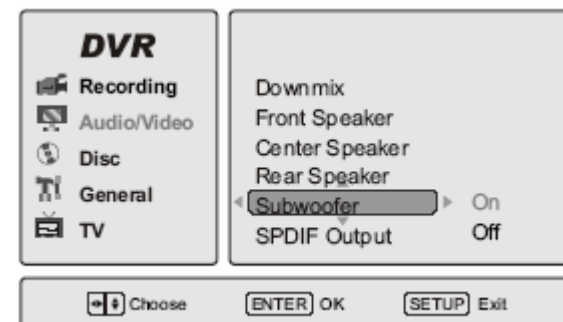 DVR
Recording
Audio/Video
Disc
General
TV
Downmix
Front Speaker
Center Speaker
Rear Speaker
Subwoofer On
SPDIF Output Off
Choose ENTER OK SETUP Exit